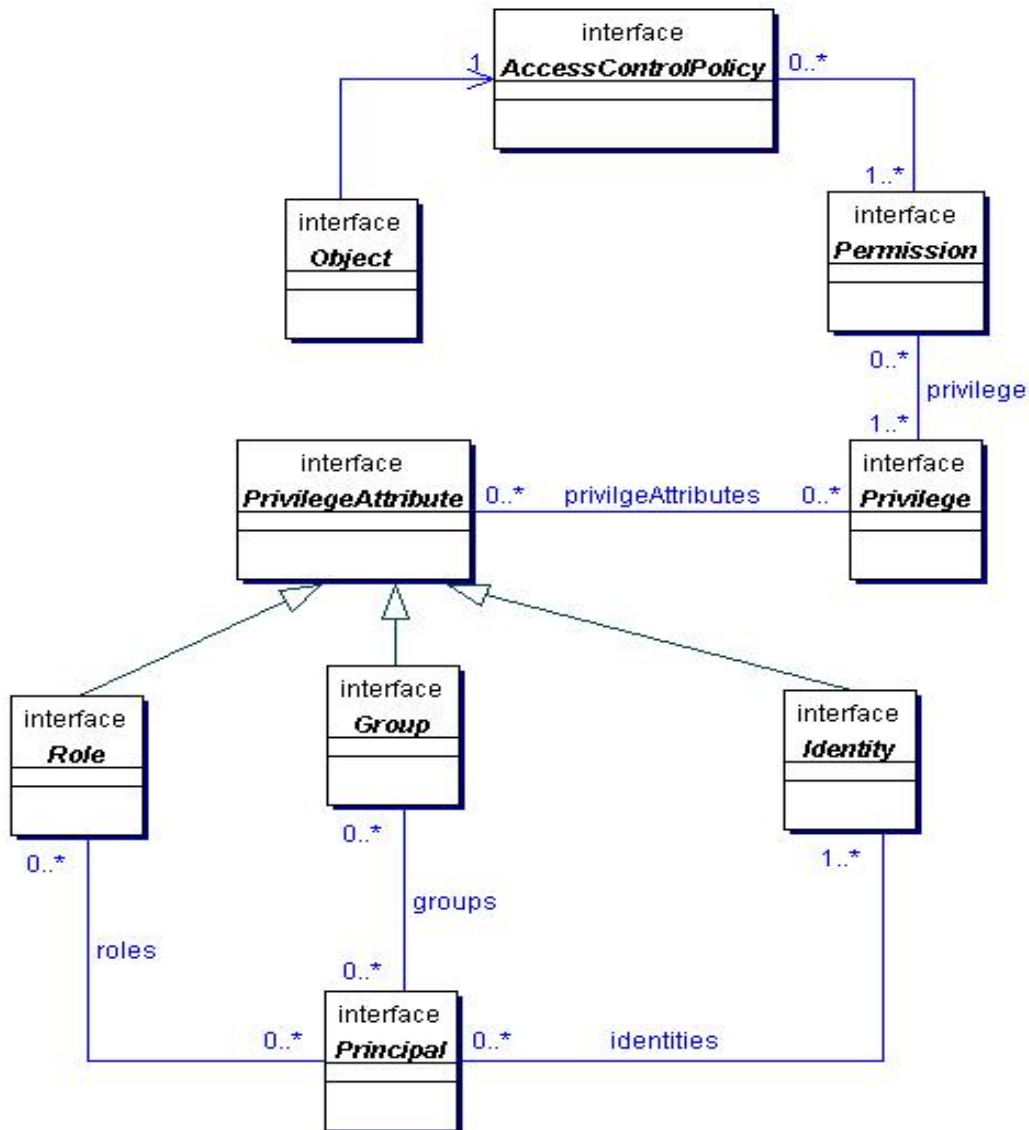 interface
AccessControlPolicy
1
0..*
interface
Object
1..*
interface
Permission
0..*
privilege
1..*
interface
PrivilegeAttribute
0..*
privilgeAttributes
0..*
interface
Privilege
interface
Role
interface
Group
interface
Identity
0..*
0..*
1..*
roles
groups
0..*
0..*
interface
Principal
0..*
identities